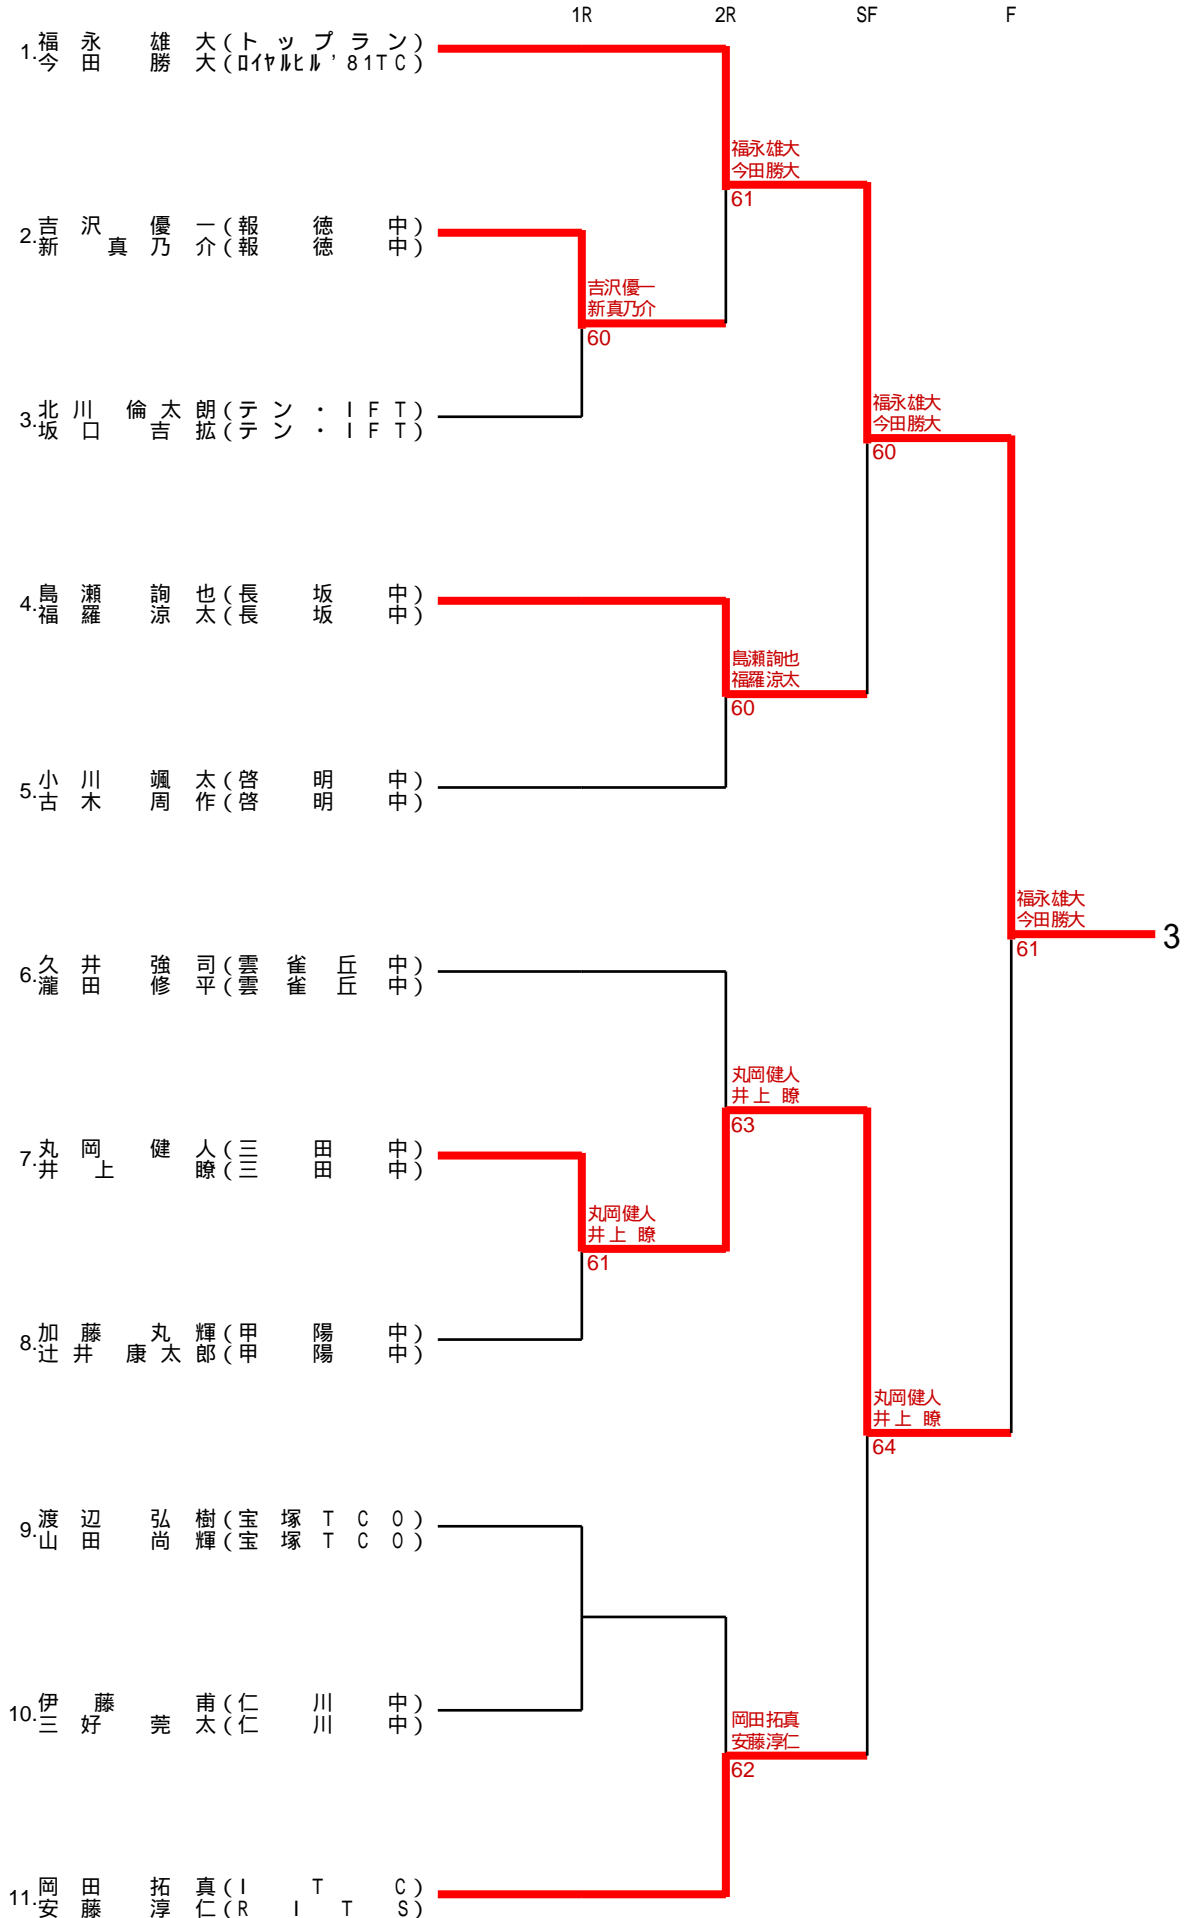 1R 2R SF F
1. 福永 雄大(トップラン)
今田 勝大(ロイヤルヒル'81TC)
福永雄大
今田勝大
61
2. 吉沢 優一(報徳中)
新 真乃介(報徳中)
吉沢優一
新真乃介
60
3. 北川 倫太朗(テン・IFT)
坂口 吉拡(テン・IFT)
福永雄大
今田勝大
60
4. 島瀬 詢也(長坂中)
福羅 涼太(長坂中)
島瀬詢也
福羅涼太
60
5. 小川 颯太(啓明中)
古木 周作(啓明中)
福永雄大
今田勝大
61
3
6. 久井 強司(雲雀丘中)
瀧田 修平(雲雀丘中)
丸岡健人
井上 瞭
63
7. 丸岡 健人(三田中)
井上 瞭(三田中)
丸岡健人
井上 瞭
61
8. 加藤 丸輝(甲陽中)
辻井 康太郎(甲陽中)
丸岡健人
井上 瞭
64
9. 渡辺 弘樹(宝塚TCO)
山田 尚輝(宝塚TCO)
10. 伊藤 甫(仁川中)
三好 莞太(仁川中)
岡田拓真
安藤淳仁
62
11. 岡田 拓真(ITC)
安藤 淳仁(RITS)